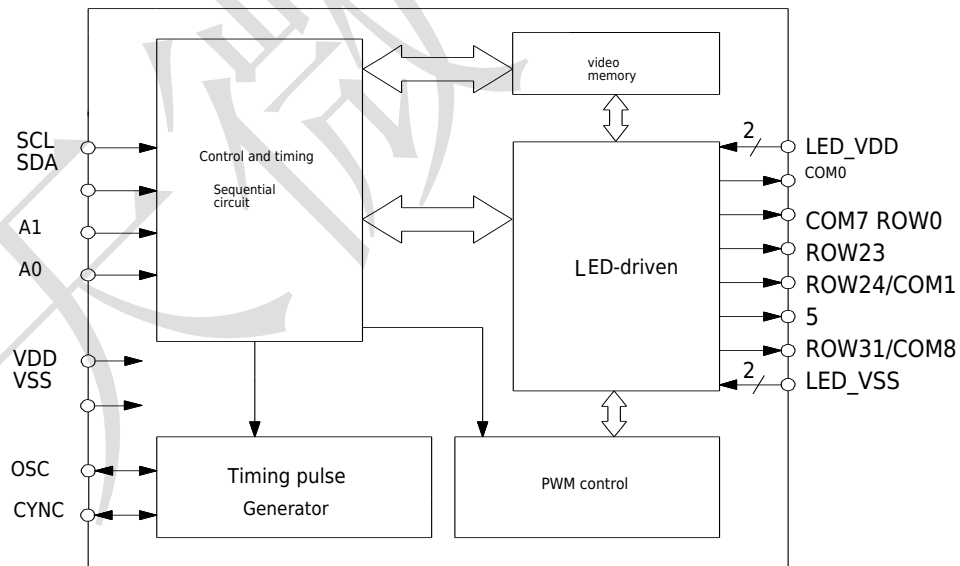 video
memory
SCL
SDA
Control and timing
Sequential
circuit
A1
A0
2
LED_VDD
COM0
COM7 ROW0
LED-driven
ROW23
ROW24/COM1
5
ROW31/COM8
2
LED_VSS
VDD
VSS
OSC
CYNC
Timing pulse
Generator
PWM control